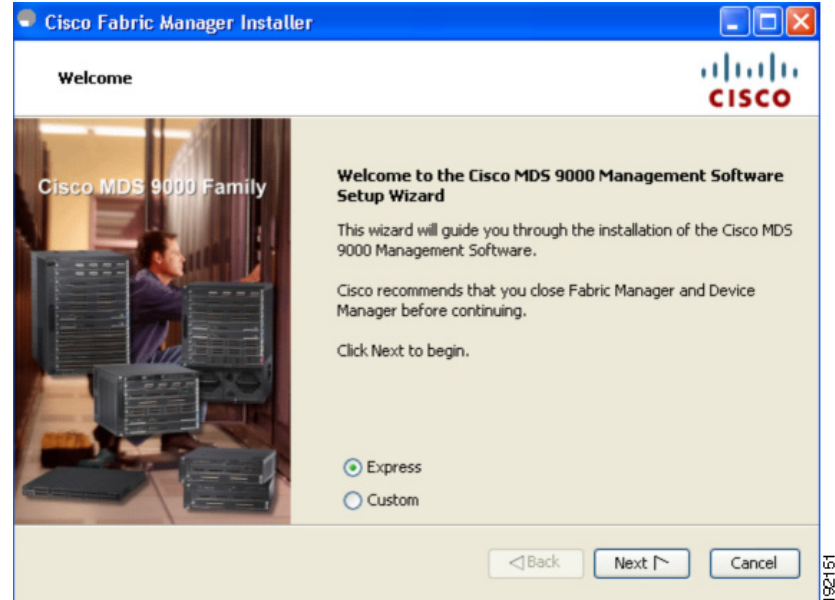 Cisco Fabric Manager Installer
Welcome
CISCO
Cisco MDS 9000 Family
Welcome to the Cisco MDS 9000 Management Software
Setup Wizard
This wizard will guide you through the installation of the Cisco MDS
9000 Management Software.
Cisco recommends that you close Fabric Manager and Device
Manager before continuing.
Click Next to begin.
Express
Custom
Back
Next
Cancel
192151